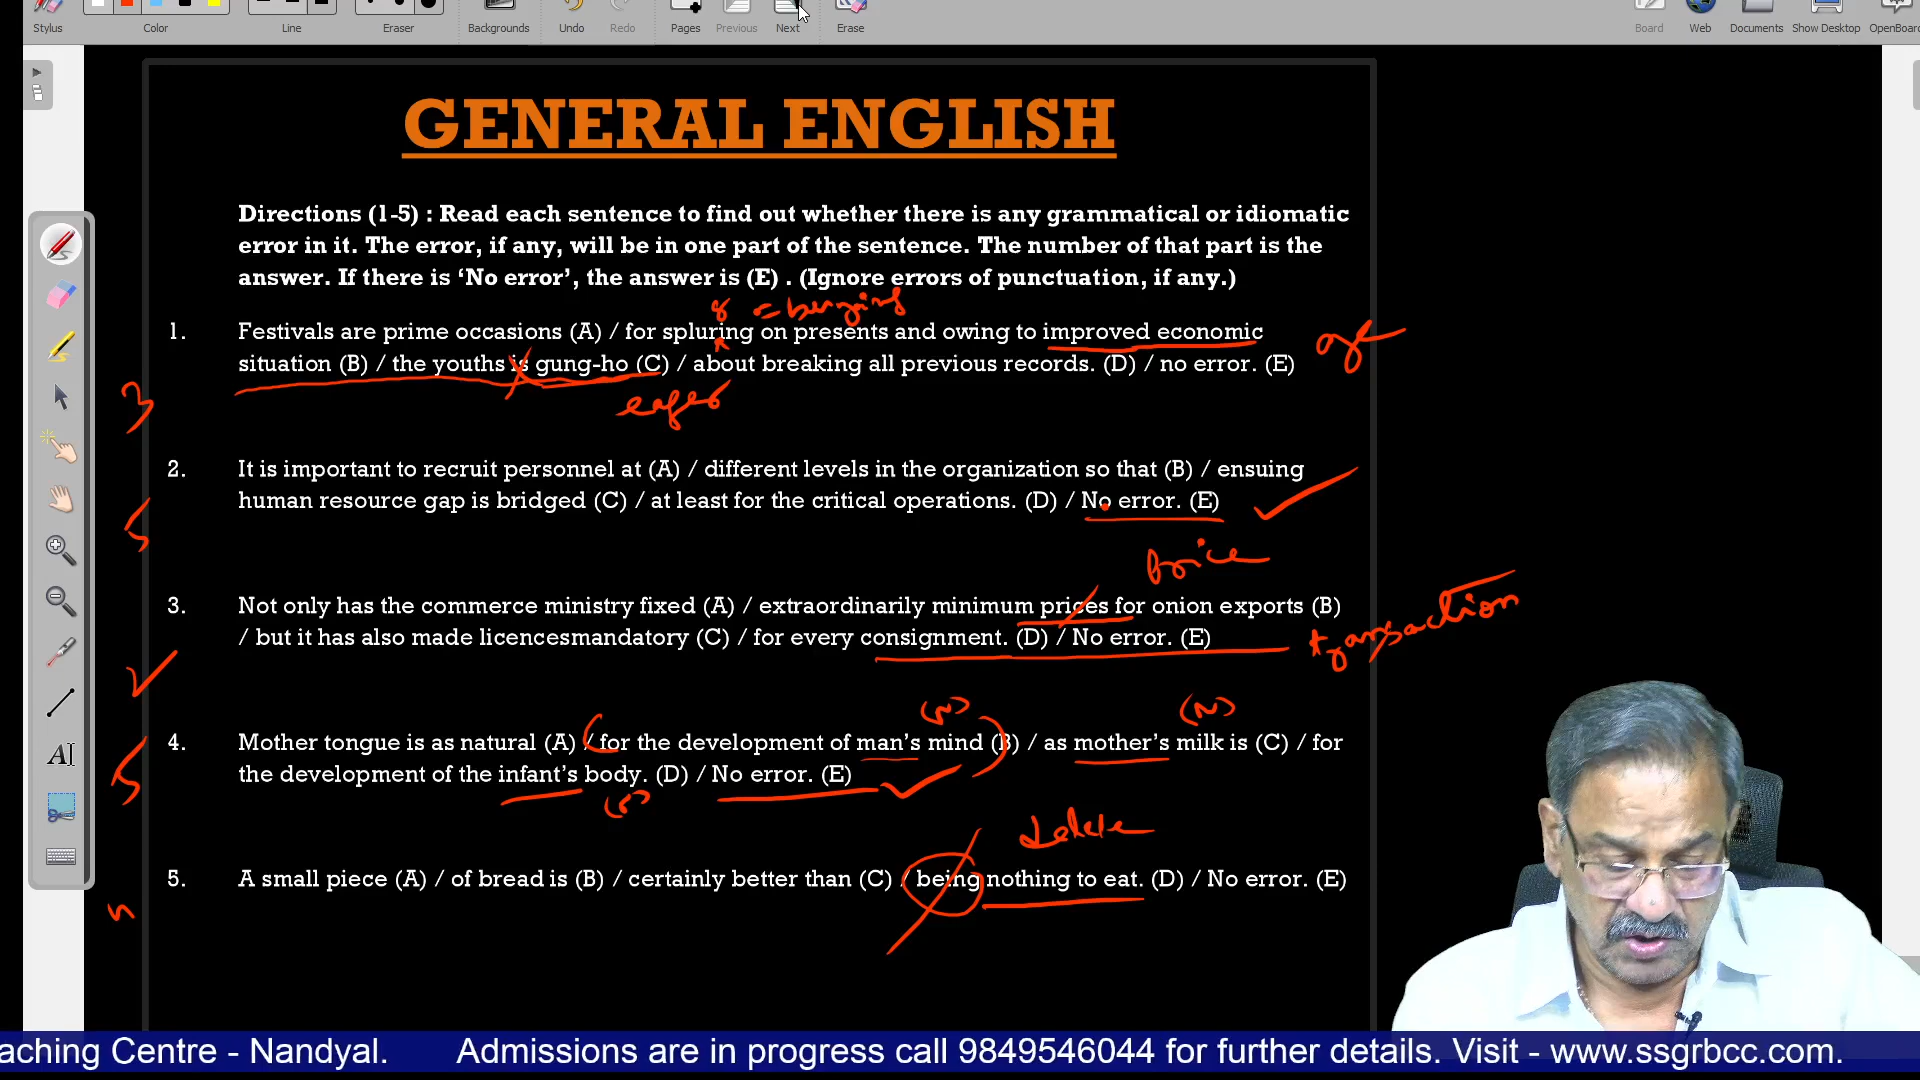 Stylus Color Line Eraser Backgrounds Undo Redo Pages Previous Next Erase Board Web Documents Show Desktop OpenBoard
GENERAL ENGLISH
Directions (1-5) : Read each sentence to find out whether there is any grammatical or idiomatic
error in it. The error, if any, will be in one part of the sentence. The number of that part is the
answer. If there is ‘No error’, the answer is (E) . (Ignore errors of punctuation, if any.)
1. Festivals are prime occasions (A) / for spluring on presents and owing to improved economic
situation (B) / the youths is gung-ho (C) / about breaking all previous records. (D) / no error. (E)
eager
3
2. It is important to recruit personnel at (A) / different levels in the organization so that (B) / ensuing
human resource gap is bridged (C) / at least for the critical operations. (D) / No error. (E)
5
price
3. Not only has the commerce ministry fixed (A) / extraordinarily minimum prices for onion exports (B)
/ but it has also made licencesmandatory (C) / for every consignment. (D) / No error. (E)
transaction
(N) (N)
4. Mother tongue is as natural (A) / for the development of man’s mind (B) / as mother’s milk is (C) / for
the development of the infant’s body. (D) / No error. (E)
5
delete
5. A small piece (A) / of bread is (B) / certainly better than (C) / being nothing to eat. (D) / No error. (E)
aching Centre - Nandyal. Admissions are in progress call 9849546044 for further details. Visit - www.ssgrbcc.com.